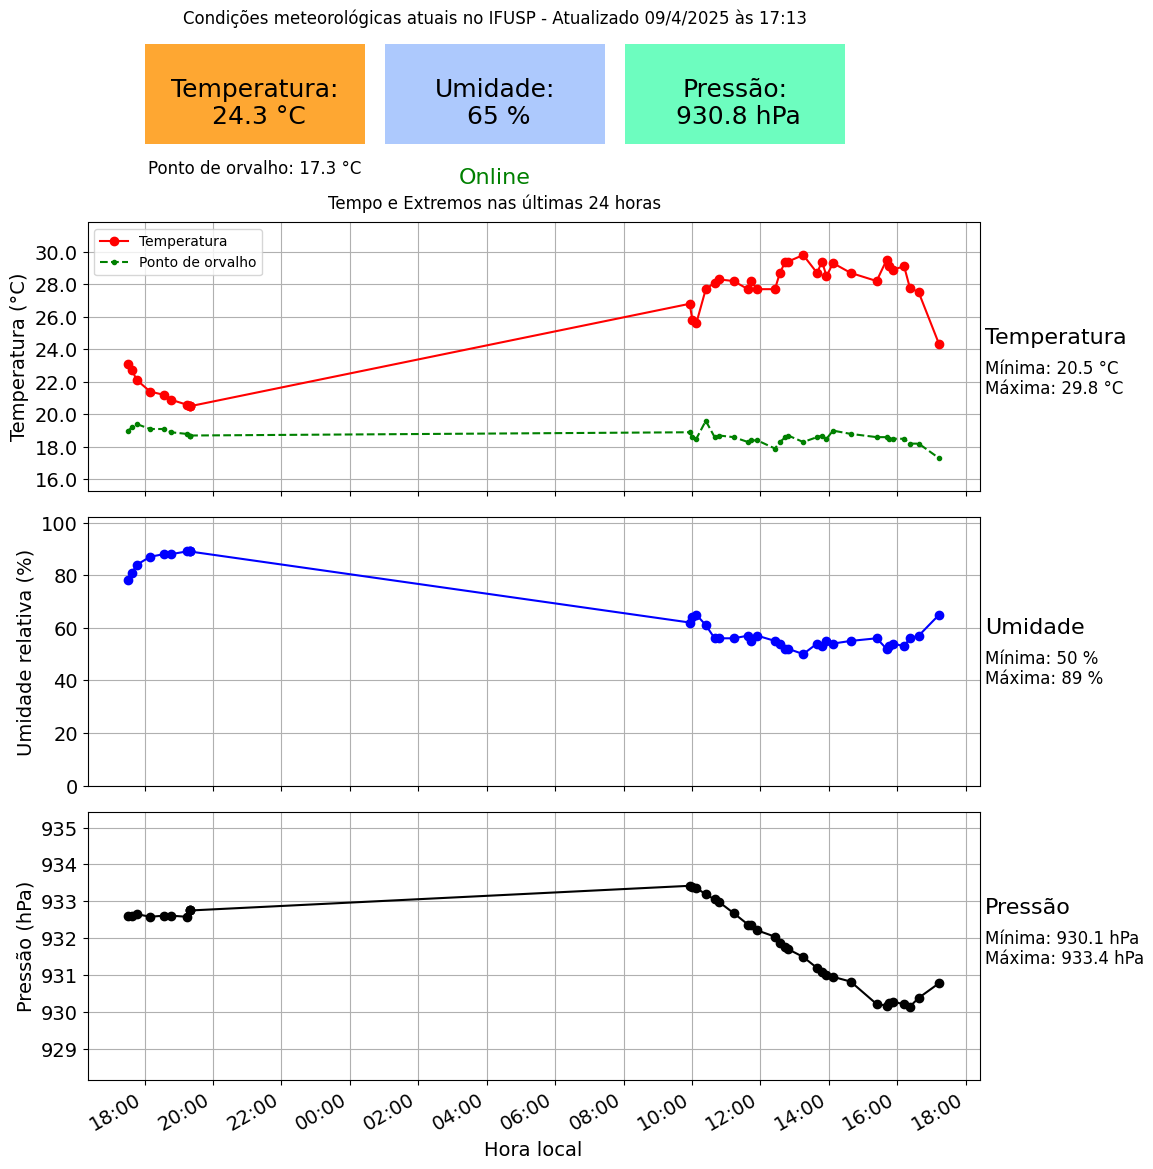 Condições meteorológicas atuais no IFUSP - Atualizado 09/4/2025 às 17:13
Temperatura:
24.3 °C
Umidade:
65 %
Pressão:
930.8 hPa
Ponto de orvalho: 17.3 °C
Online
Tempo e Extremos nas últimas 24 horas
Temperatura
Ponto de orvalho
Temperatura (°C)
30.0
28.0
26.0
24.0
22.0
20.0
18.0
16.0
Temperatura
Mínima: 20.5 °C
Máxima: 29.8 °C
Umidade relativa (%)
100
80
60
40
20
0
Umidade
Mínima: 50 %
Máxima: 89 %
Pressão (hPa)
935
934
933
932
931
930
929
Pressão
Mínima: 930.1 hPa
Máxima: 933.4 hPa
18:00 20:00 22:00 00:00 02:00 04:00 06:00 08:00 10:00 12:00 14:00 16:00 18:00
Hora local